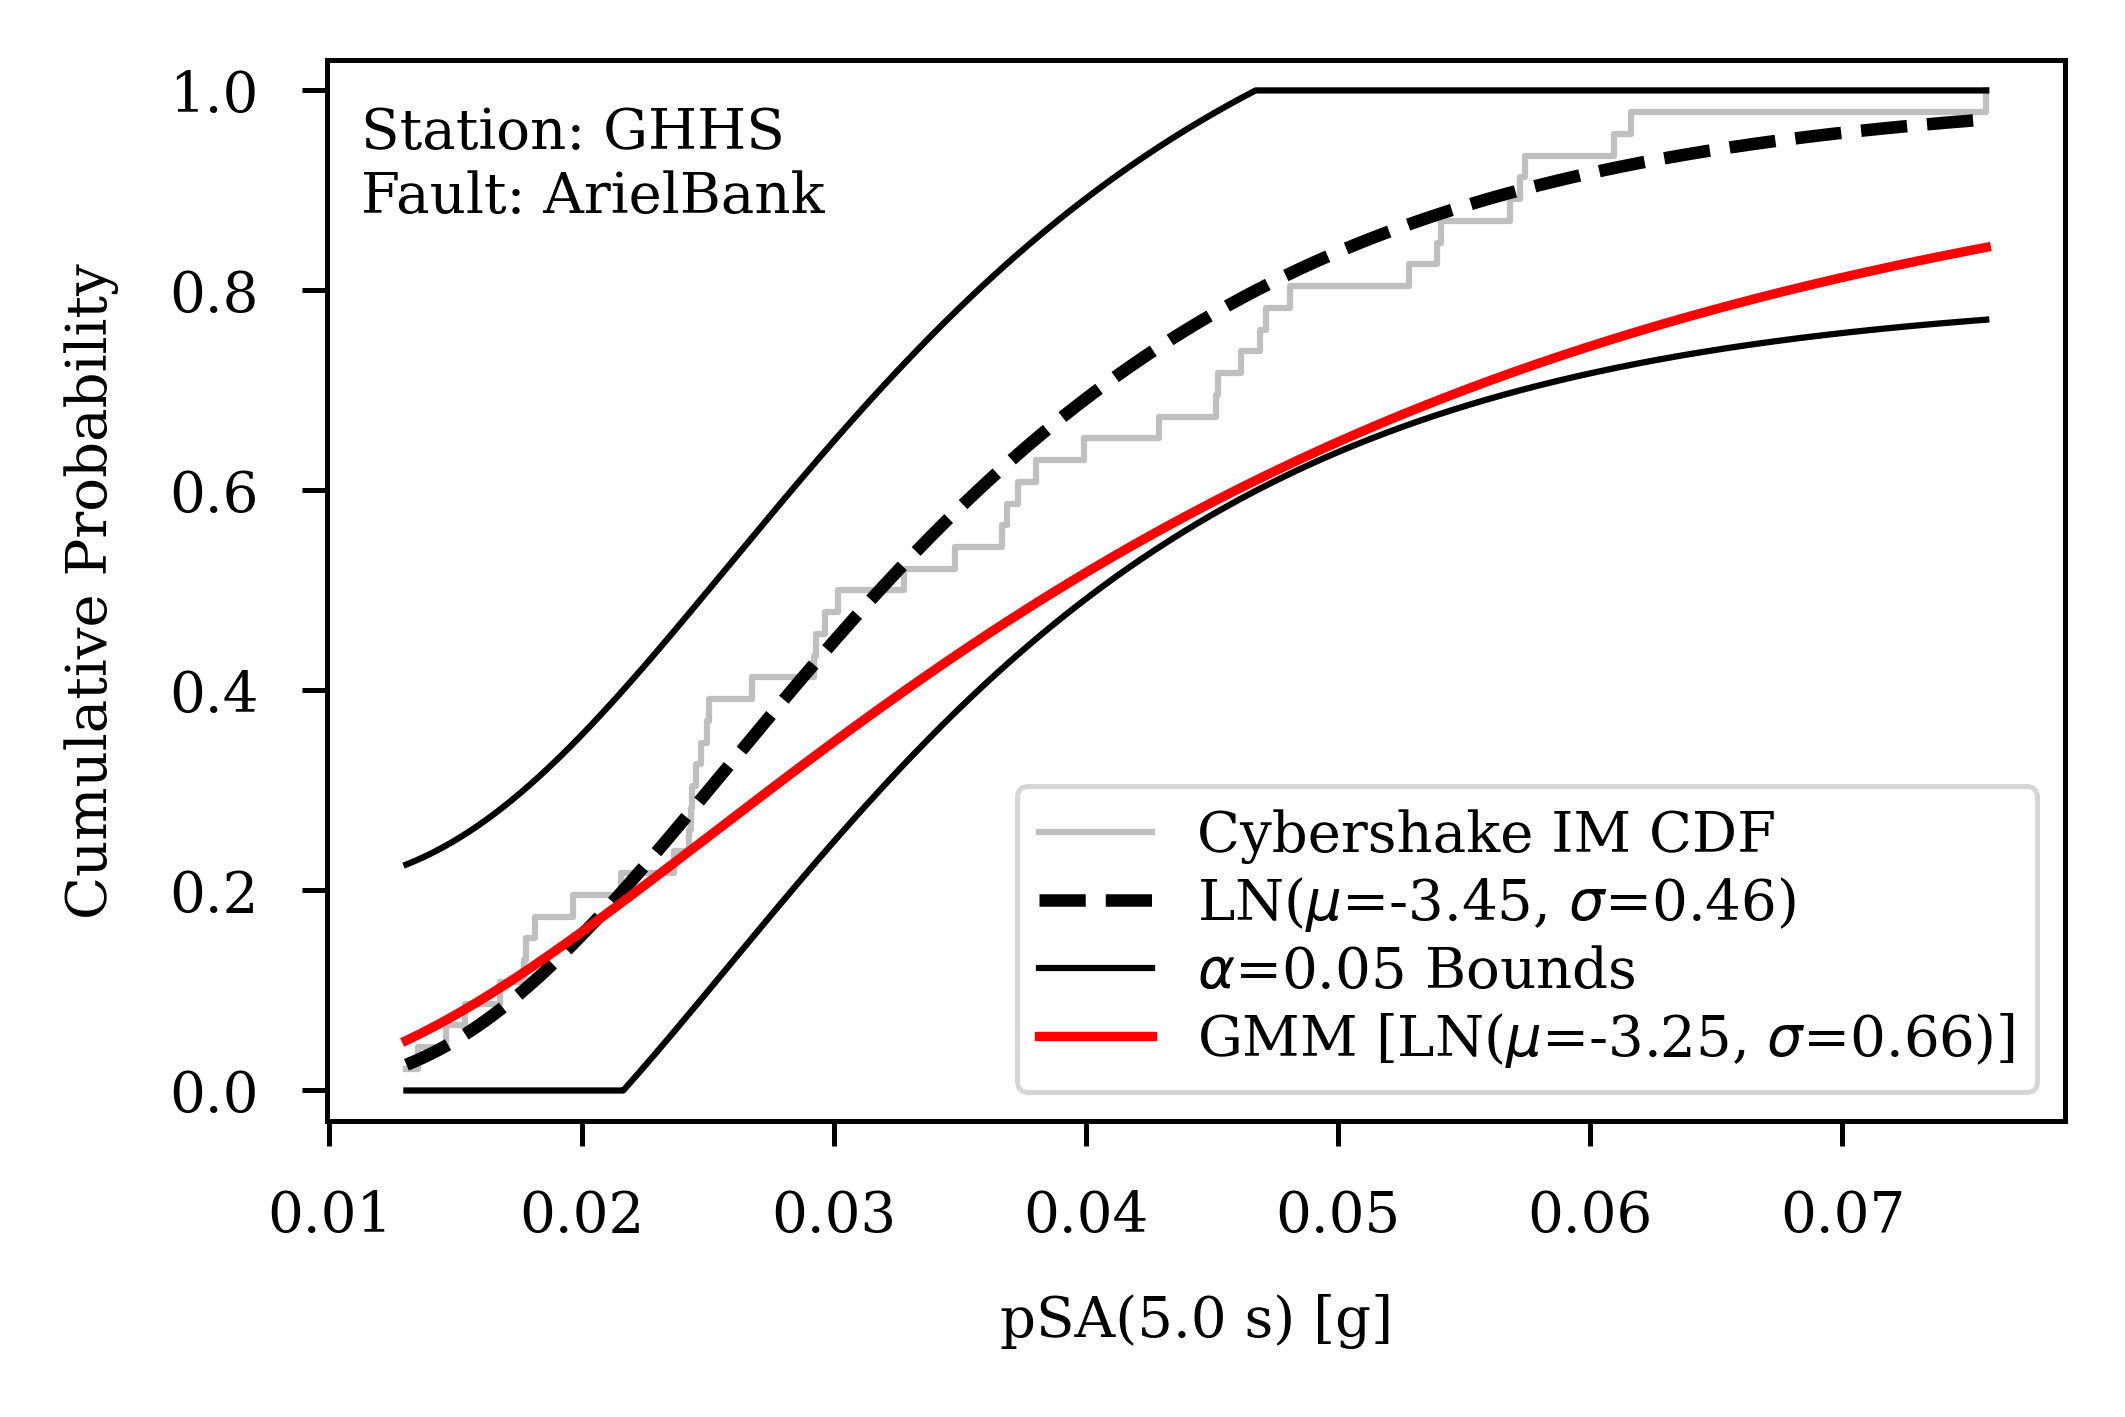 Station: GHHS
Fault: ArielBank
Cumulative Probability
1.0
0.8
0.6
0.4
0.2
0.0
Cybershake IM CDF
LN(μ=-3.45, σ=0.46)
α=0.05 Bounds
GMM [LN(μ=-3.25, σ=0.66)]
0.01 0.02 0.03 0.04 0.05 0.06 0.07
pSA(5.0 s) [g]